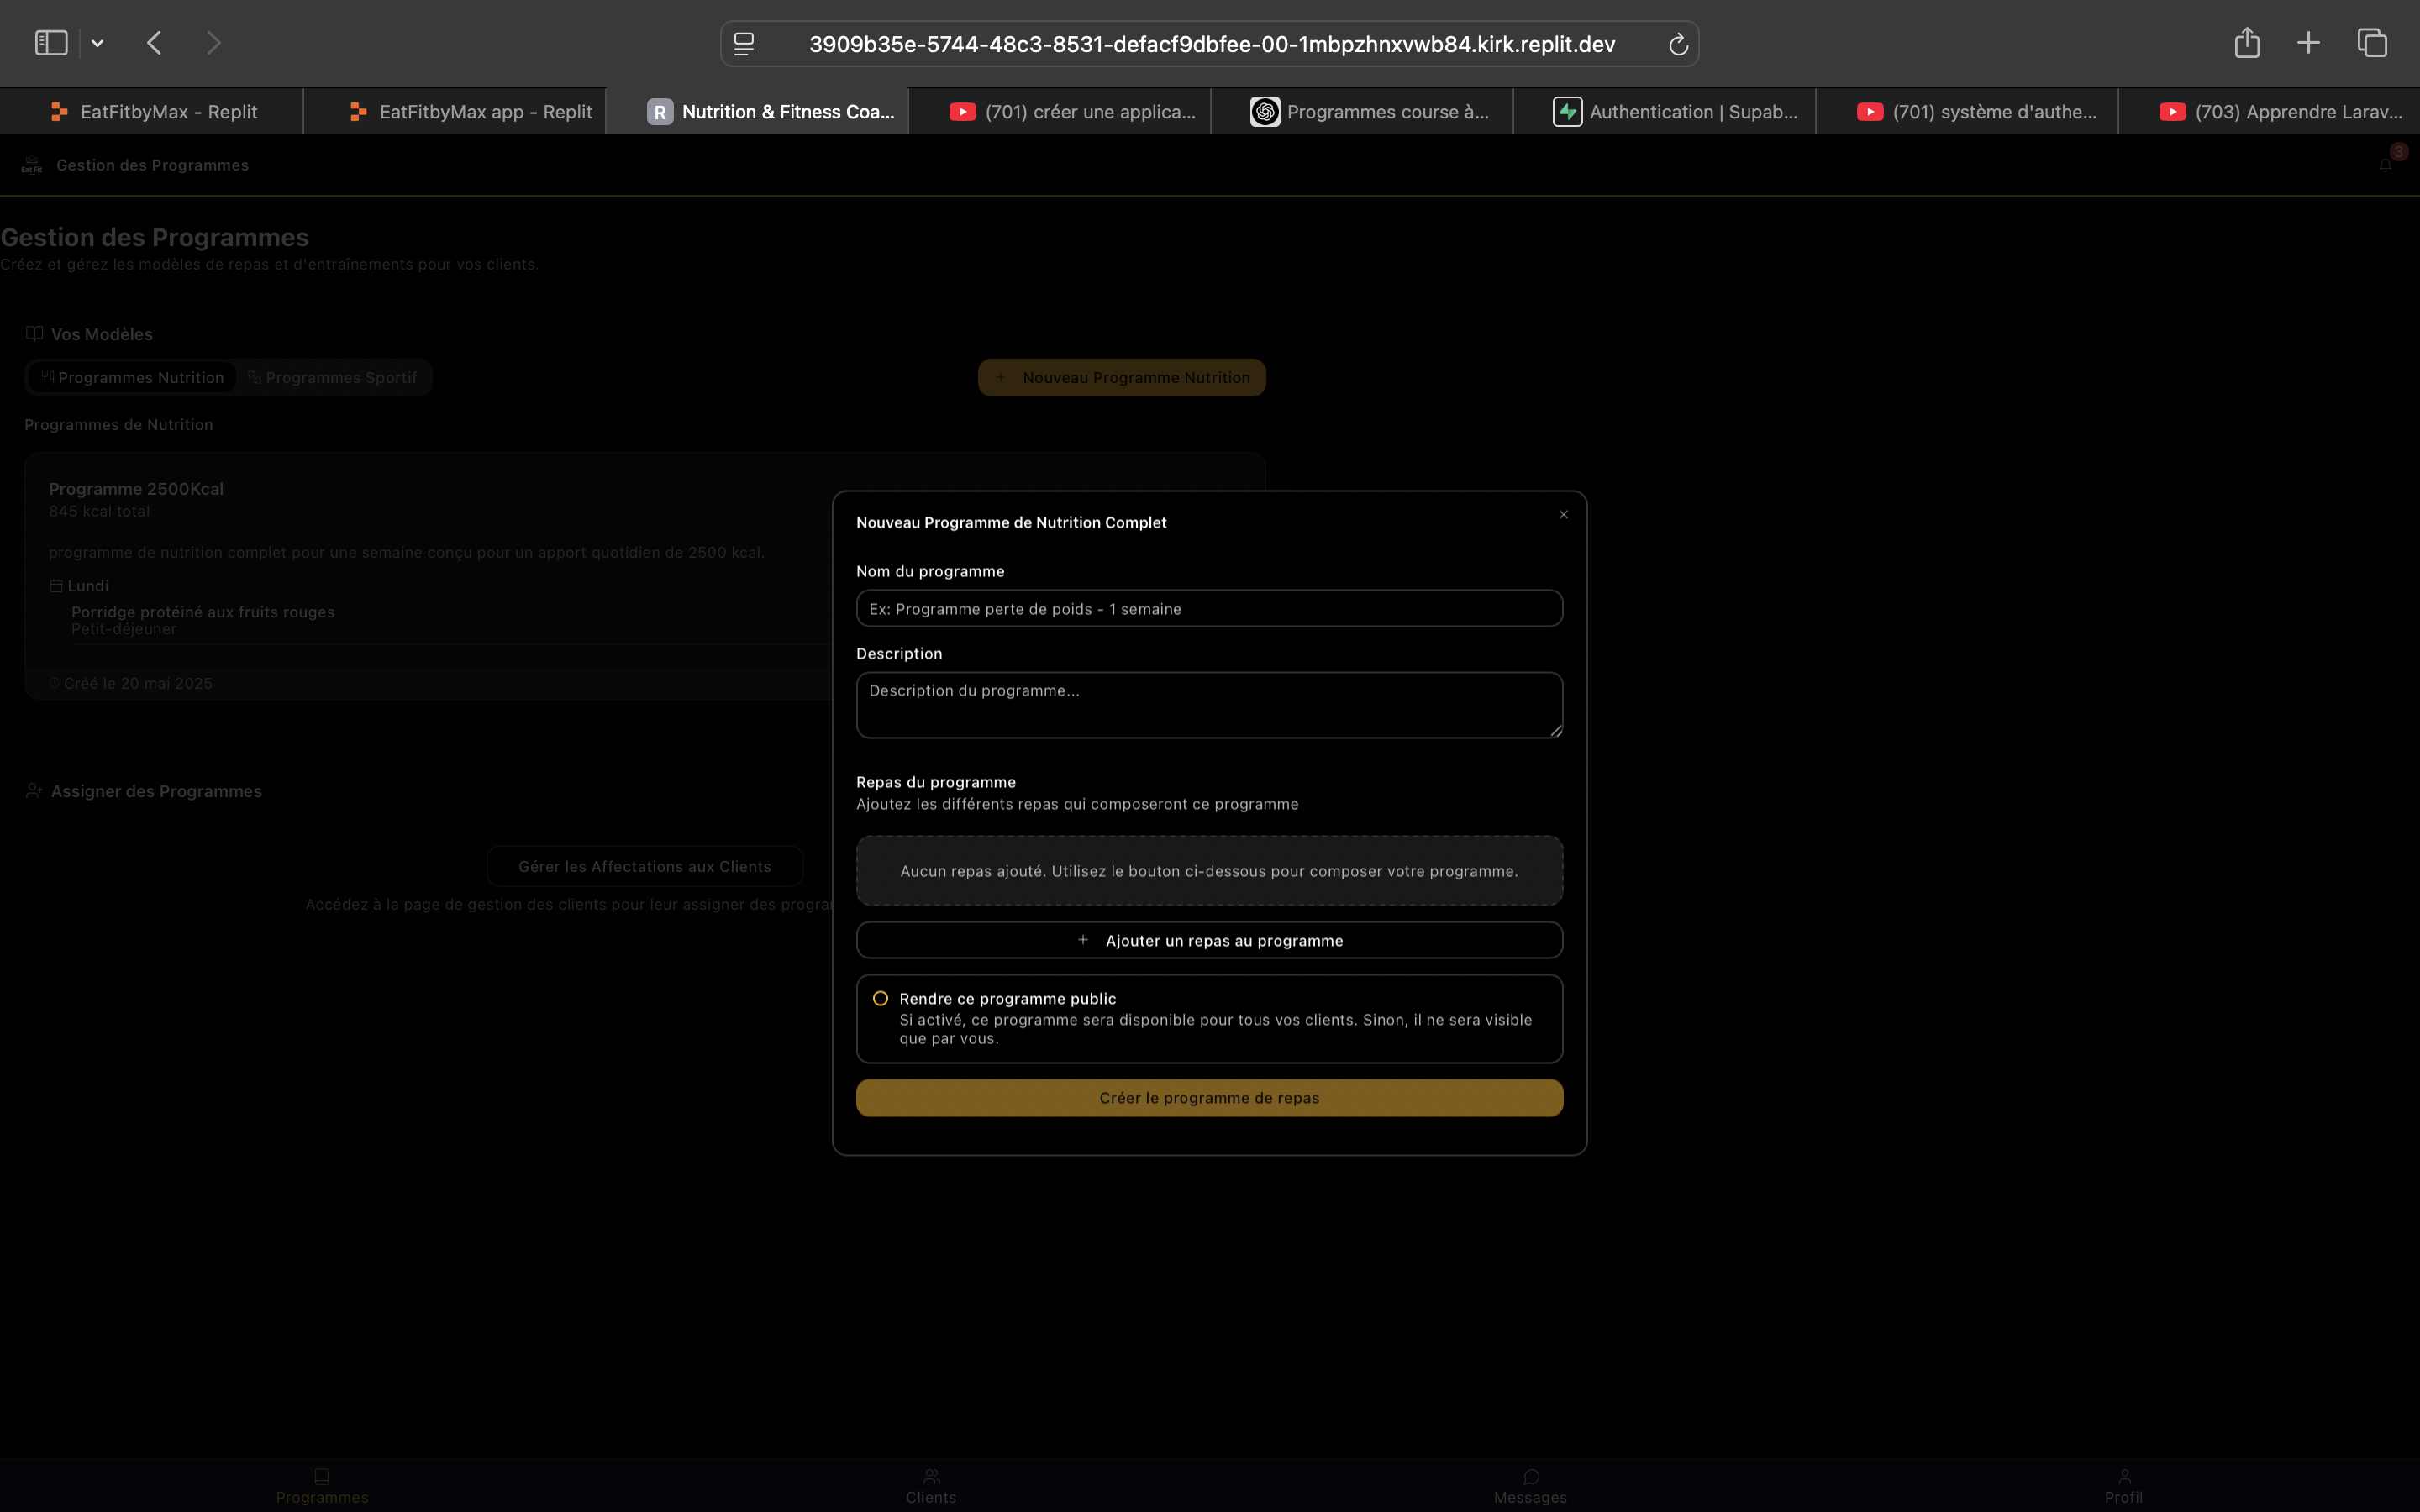 3909b35e-5744-48c3-8531-defacf9dbfee-00-1mbpzhnxvwb84.kirk.replit.dev
EatFitbyMax - Replit
EatFitbyMax app - Replit
R Nutrition & Fitness Coa...
(701) créer une applica...
Programmes course à...
Authentication | Supab...
(701) système d'authe...
(703) Apprendre Larav...
Eat Fit
Gestion des Programmes
3
Gestion des Programmes
Créez et gérez les modèles de repas et d'entraînements pour vos clients.
Vos Modèles
Programmes Nutrition
Programmes Sportif
+ Nouveau Programme Nutrition
Programmes de Nutrition
Programme 2500Kcal
845 kcal total
programme de nutrition complet pour une semaine conçu pour un apport quotidien de 2500 kcal.
Lundi
Porridge protéiné aux fruits rouges
Petit-déjeuner
Créé le 20 mai 2025
Assigner des Programmes
Gérer les Affectations aux Clients
Accédez à la page de gestion des clients pour leur assigner des
Nouveau Programme de Nutrition Complet
Nom du programme
Ex: Programme perte de poids - 1 semaine
Description
Description du programme...
Repas du programme
Ajoutez les différents repas qui composeront ce programme
Aucun repas ajouté. Utilisez le bouton ci-dessous pour composer votre programme.
+ Ajouter un repas au programme
Rendre ce programme public
Si activé, ce programme sera disponible pour tous vos clients. Sinon, il ne sera visible
que par vous.
Créer le programme de repas
Programmes
Clients
Messages
Profil